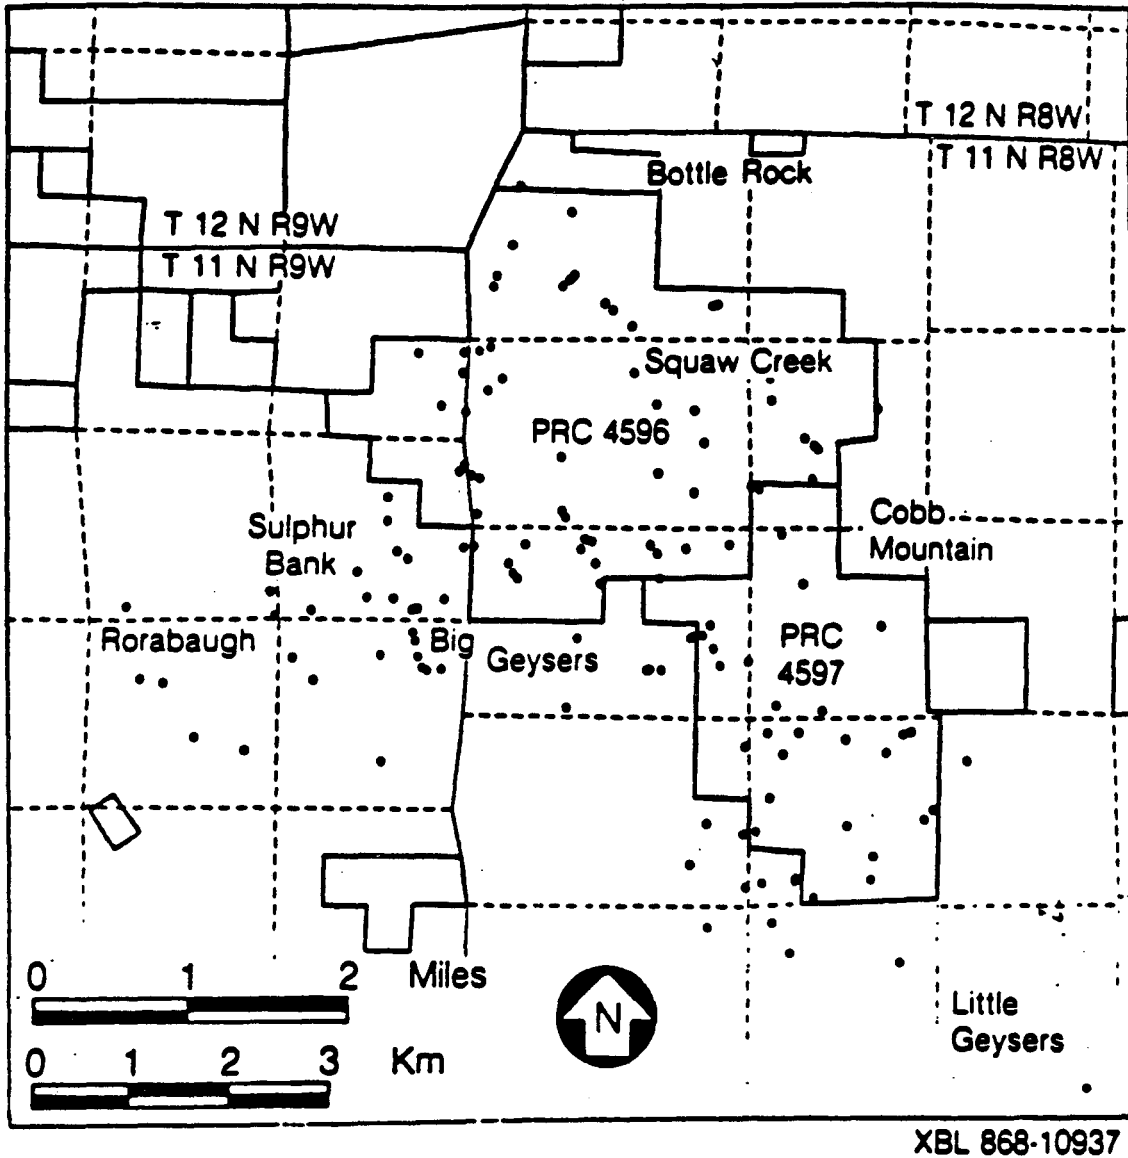 T 12 N R8W
T 11 N R8W
Bottle Rock
T 12 N R9W
T 11 N R9W
Squaw Creek
PRC 4596
Sulphur
Bank
Cobb
Mountain
Rorabaugh
Big
Geysers
PRC
4597
0 1 2 Miles
N
Little
Geysers
0 1 2 3 Km
XBL 868-10937